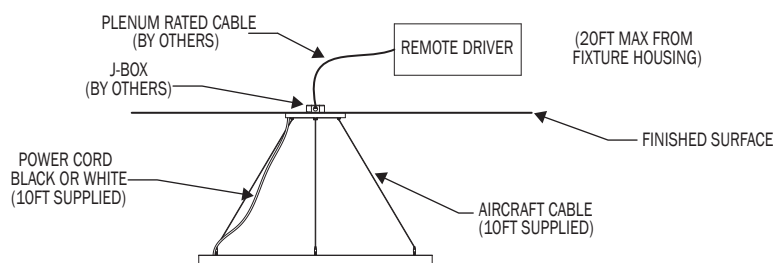 PLENUM RATED CABLE
(BY OTHERS)
REMOTE DRIVER
(20FT MAX FROM
FIXTURE HOUSING)
J-BOX
(BY OTHERS)
FINISHED SURFACE
POWER CORD
BLACK OR WHITE
(10FT SUPPLIED)
AIRCRAFT CABLE
(10FT SUPPLIED)